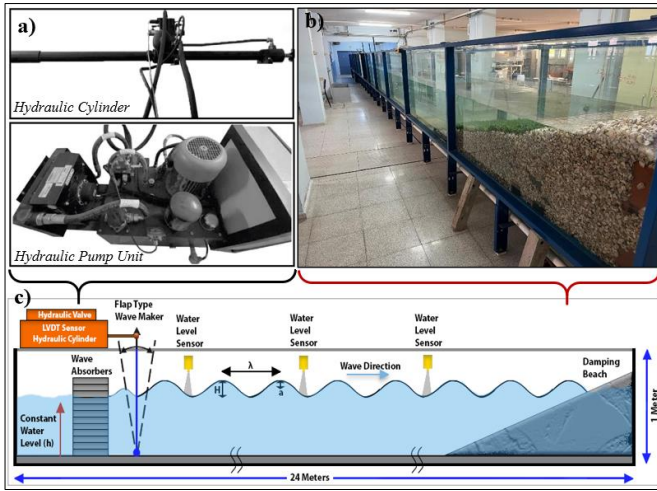 a)
Hydraulic Cylinder
Hydraulic Pump Unit
b)
c)
Hydraulic Valve
LVDT Sensor
Hydraulic Cylinder
Flap Type
Wave Maker
Water
Level
Sensor
Water
Level
Sensor
Water
Level
Sensor
Wave
Absorbers
λ
H
a
Wave Direction
Damping
Beach
Constant
Water
Level (h)
1 Meter
24 Meters